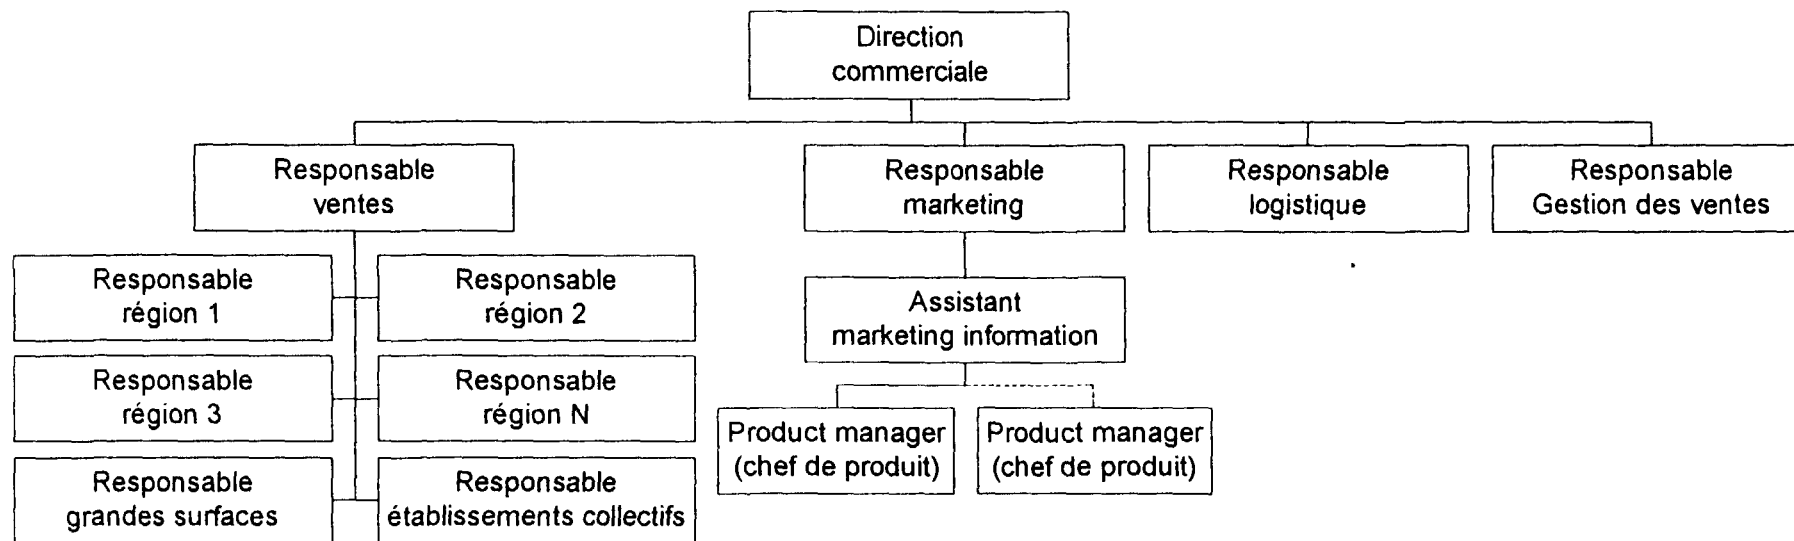 Direction
commerciale
Responsable
ventes
Responsable
marketing
Responsable
logistique
Responsable
Gestion des ventes
Responsable
région 1
Responsable
région 2
Responsable
région 3
Responsable
région N
Responsable
grandes surfaces
Responsable
établissements collectifs
Assistant
marketing information
Product manager
(chef de produit)
Product manager
(chef de produit)